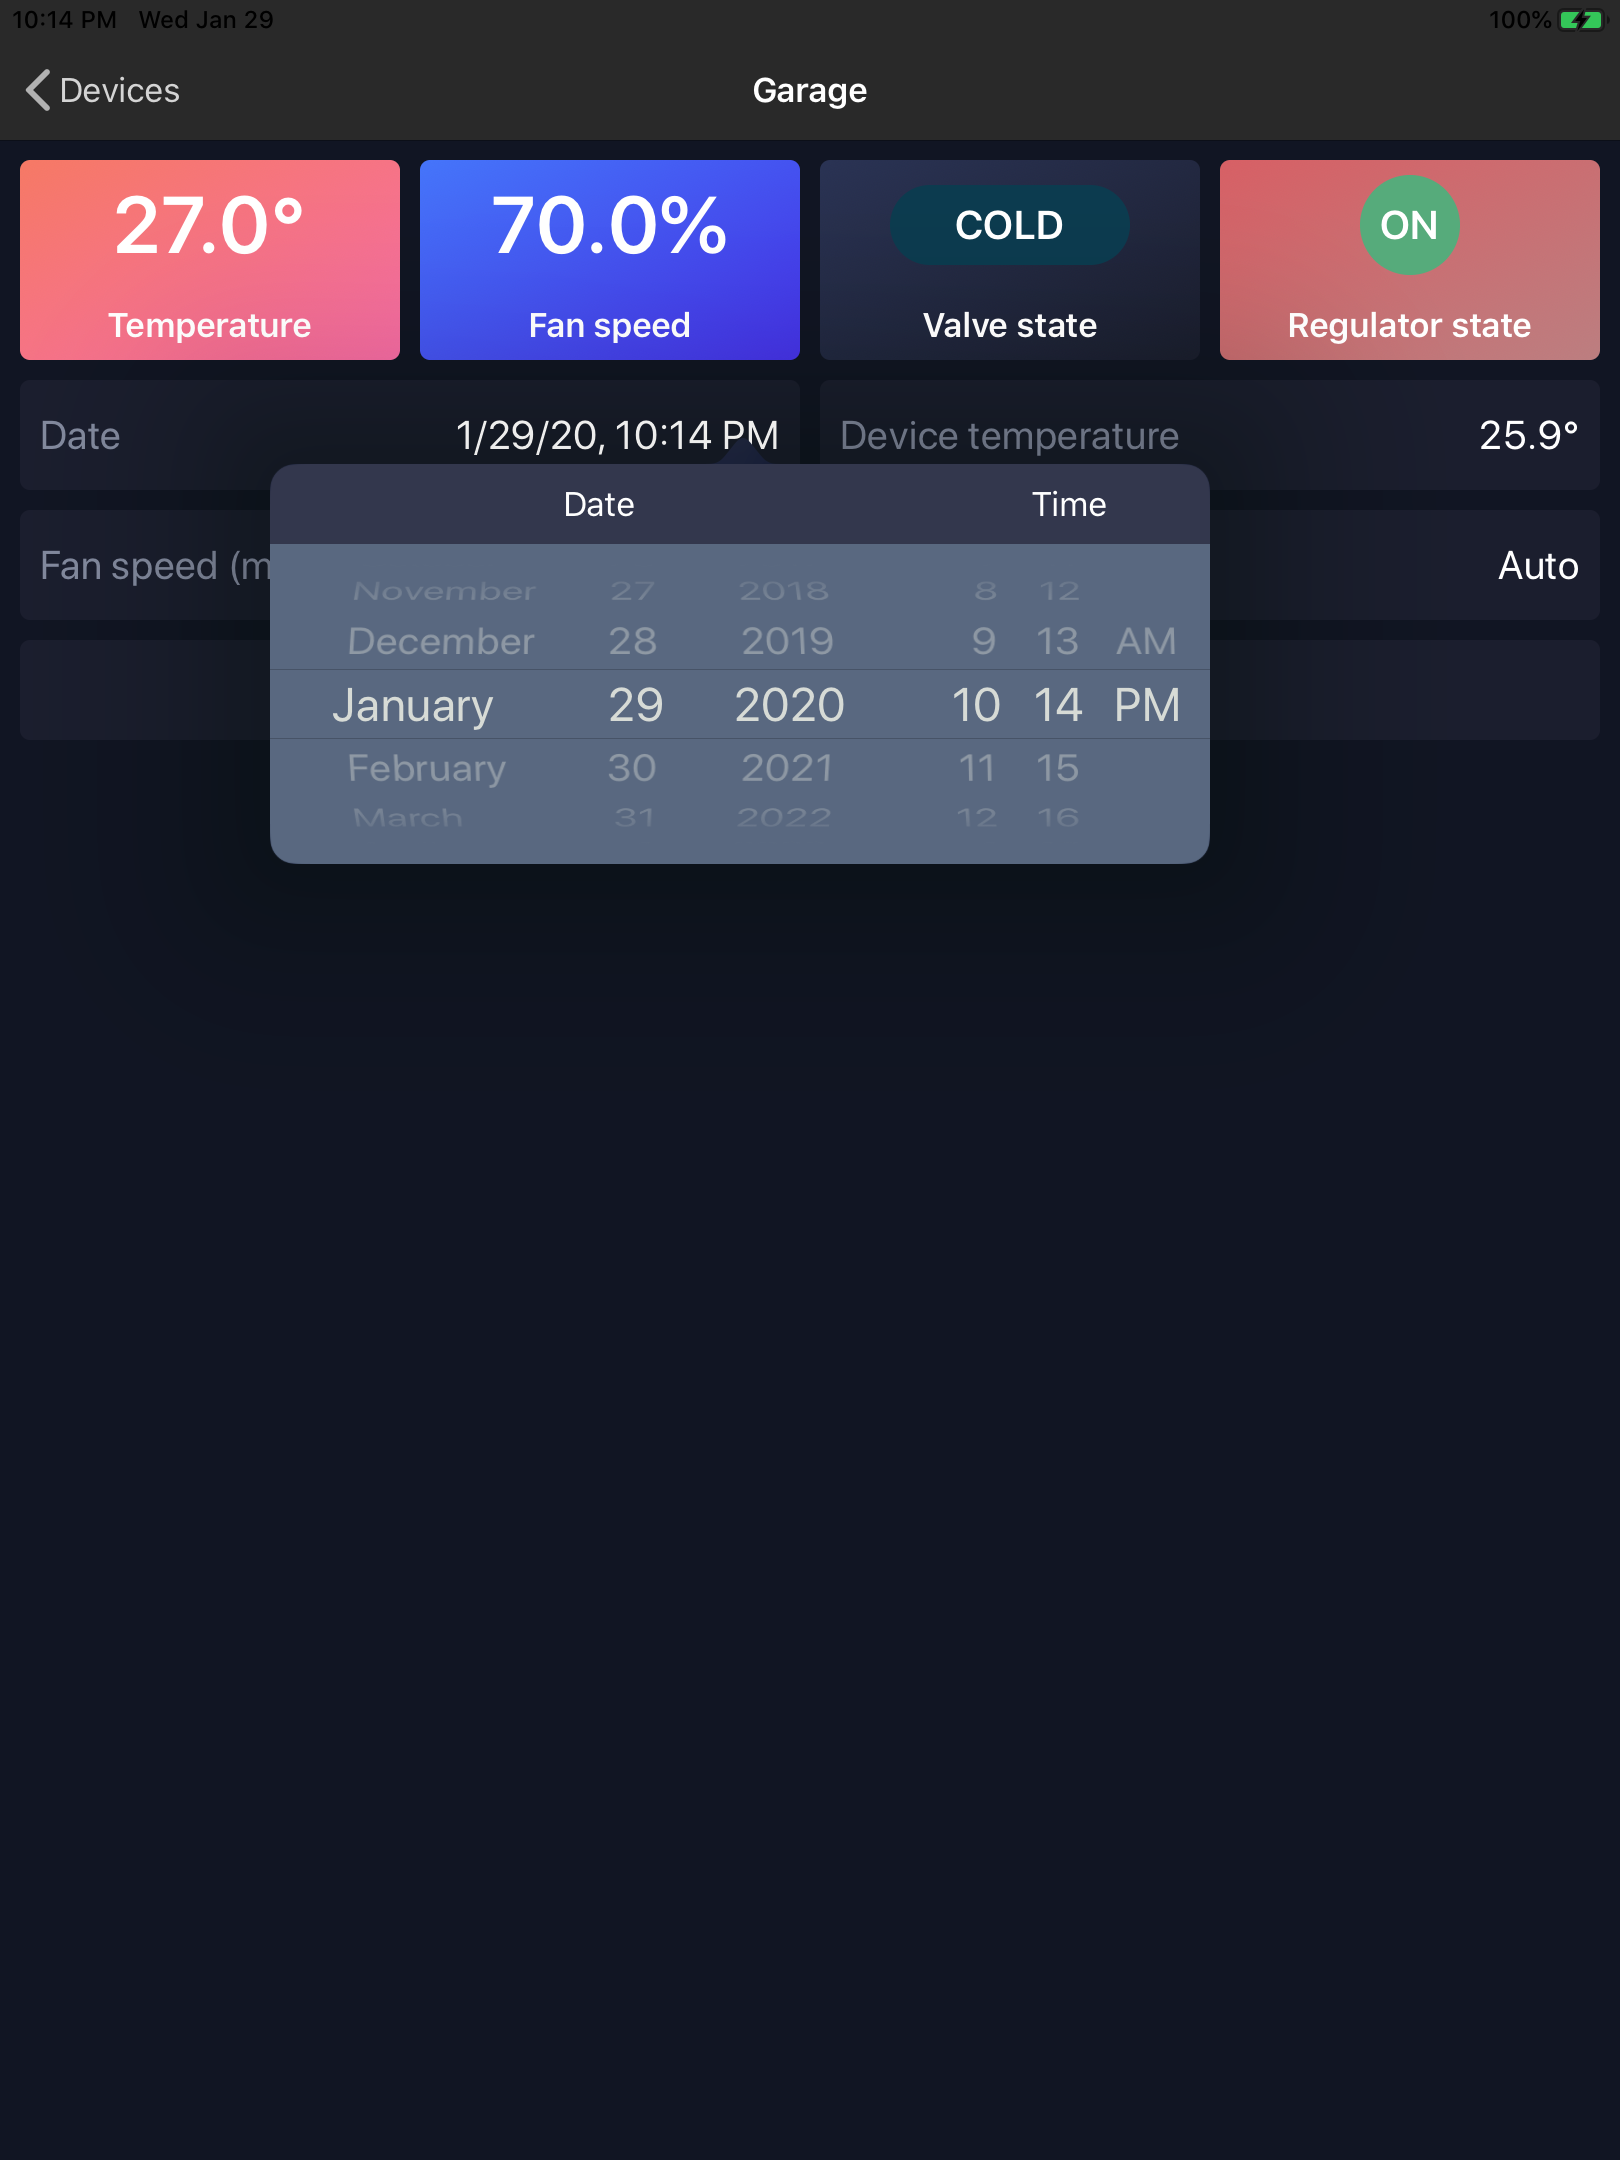 10:14 PM Wed Jan 29 100%
Devices Garage
27.0° 70.0% COLD ON
Temperature Fan speed Valve state Regulator state
Date 1/29/20, 10:14 PM Device temperature 25.9°
Date Time
Fan speed (m Auto
November 27 2018 8 12
December 28 2019 9 13 AM
January 29 2020 10 14 PM
February 30 2021 11 15
March 31 2022 12 16